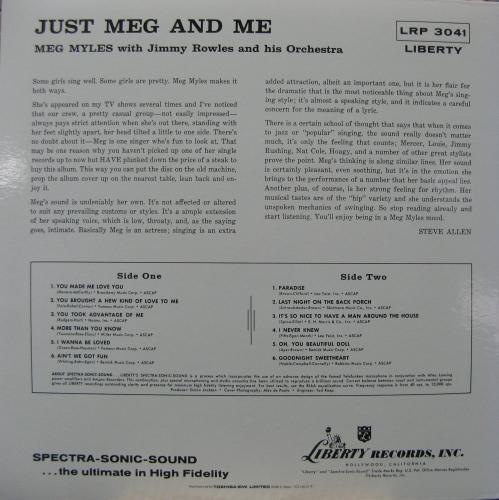 JUST MEG AND ME
MEG MYLES with Jimmy Rowles and his Orchestra
LRP 3041
LIBERTY
Some girls sing well. Some girls are pretty. Meg Myles makes it
both ways.
She's appeared on my TV shows several times and I've noticed
that our crew, a pretty casual group—not easily impressed—
always pays strict attention when she's out there, standing with
her feet slightly apart, her head tilted a little to one side. There's
no doubt about it—Meg is one singer who's fun to look at. That
may be one reason why you haven't picked up one of her single
records up to now but HAVE plunked down the price of a steak to
buy this album. This way you can put the disc on the old machine,
prop the album cover up on the nearest table, lean back and en-
joy it.
Meg's sound is undeniably her own. It's not affected or altered
to suit any prevailing customs or styles. It's a simple extension
of her speaking voice, which is low, throaty, and, as the saying
goes, intimate. Basically Meg is an actress; singing is an extra
added attraction, albeit an important one, but it is her flair for
the dramatic that is the most noticeable thing about Meg's sing-
ing style; it's almost a speaking style, and it indicates a careful
concern for the meaning of a lyric.
There is a certain school of thought that says that when it comes
to jazz or "popular" singing, the sound really doesn't matter
much, it's only the feeling that counts; Mercer, Louis, Jimmy
Rushing, Nat Cole, Hoagy, and a number of other great stylists
prove the point. Meg's thinking is along similar lines. Her sound
is certainly pleasant, even soothing, but it's in the emotion she
brings to the performance of a number that her basic appeal lies.
Another plus, of course, is her strong feeling for rhythm. Her
musical tastes are of the "hip" variety and she understands the
unspoken mechanics of swinging. So stop reading already and
start listening. You'll enjoy being in a Meg Myles mood.
STEVE ALLEN
Side One
1. YOU MADE ME LOVE YOU
2. YOU BROUGHT A NEW KIND OF LOVE TO ME
3. YOU TOOK ADVANTAGE OF ME
4. MORE THAN YOU KNOW
5. I WANNA BE LOVED
6. AIN'T WE GOT FUN
Side Two
1. PARADISE
2. LAST NIGHT ON THE BACK PORCH
3. IT'S SO NICE TO HAVE A MAN AROUND THE HOUSE
4. I NEVER KNEW
5. OH, YOU BEAUTIFUL DOLL
6. GOODNIGHT SWEETHEART
SPECTRA-SONIC-SOUND
...the ultimate in High Fidelity
LIBERTY RECORDS, INC.
HOLLYWOOD, CALIFORNIA